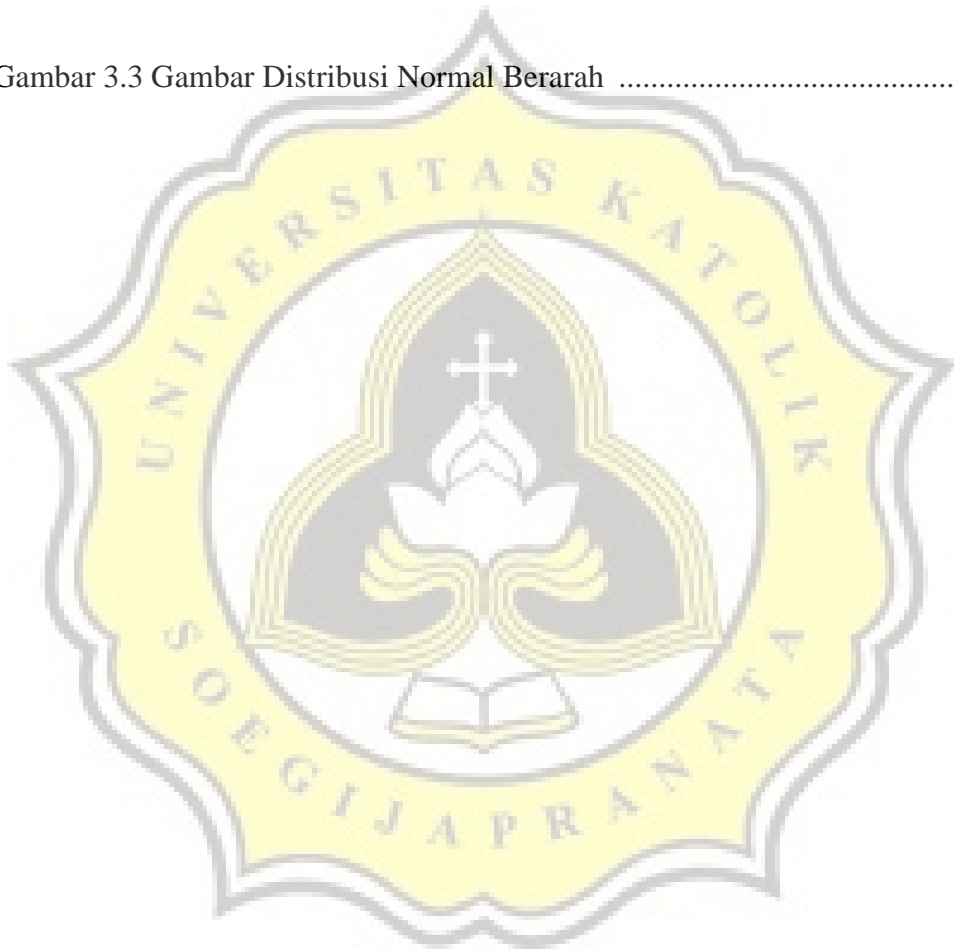 Gambar 3.3 Gambar Distribusi Normal Berarah .........................................
UNIVERSITAS KATOLIK
SOEGIJAPRANATA